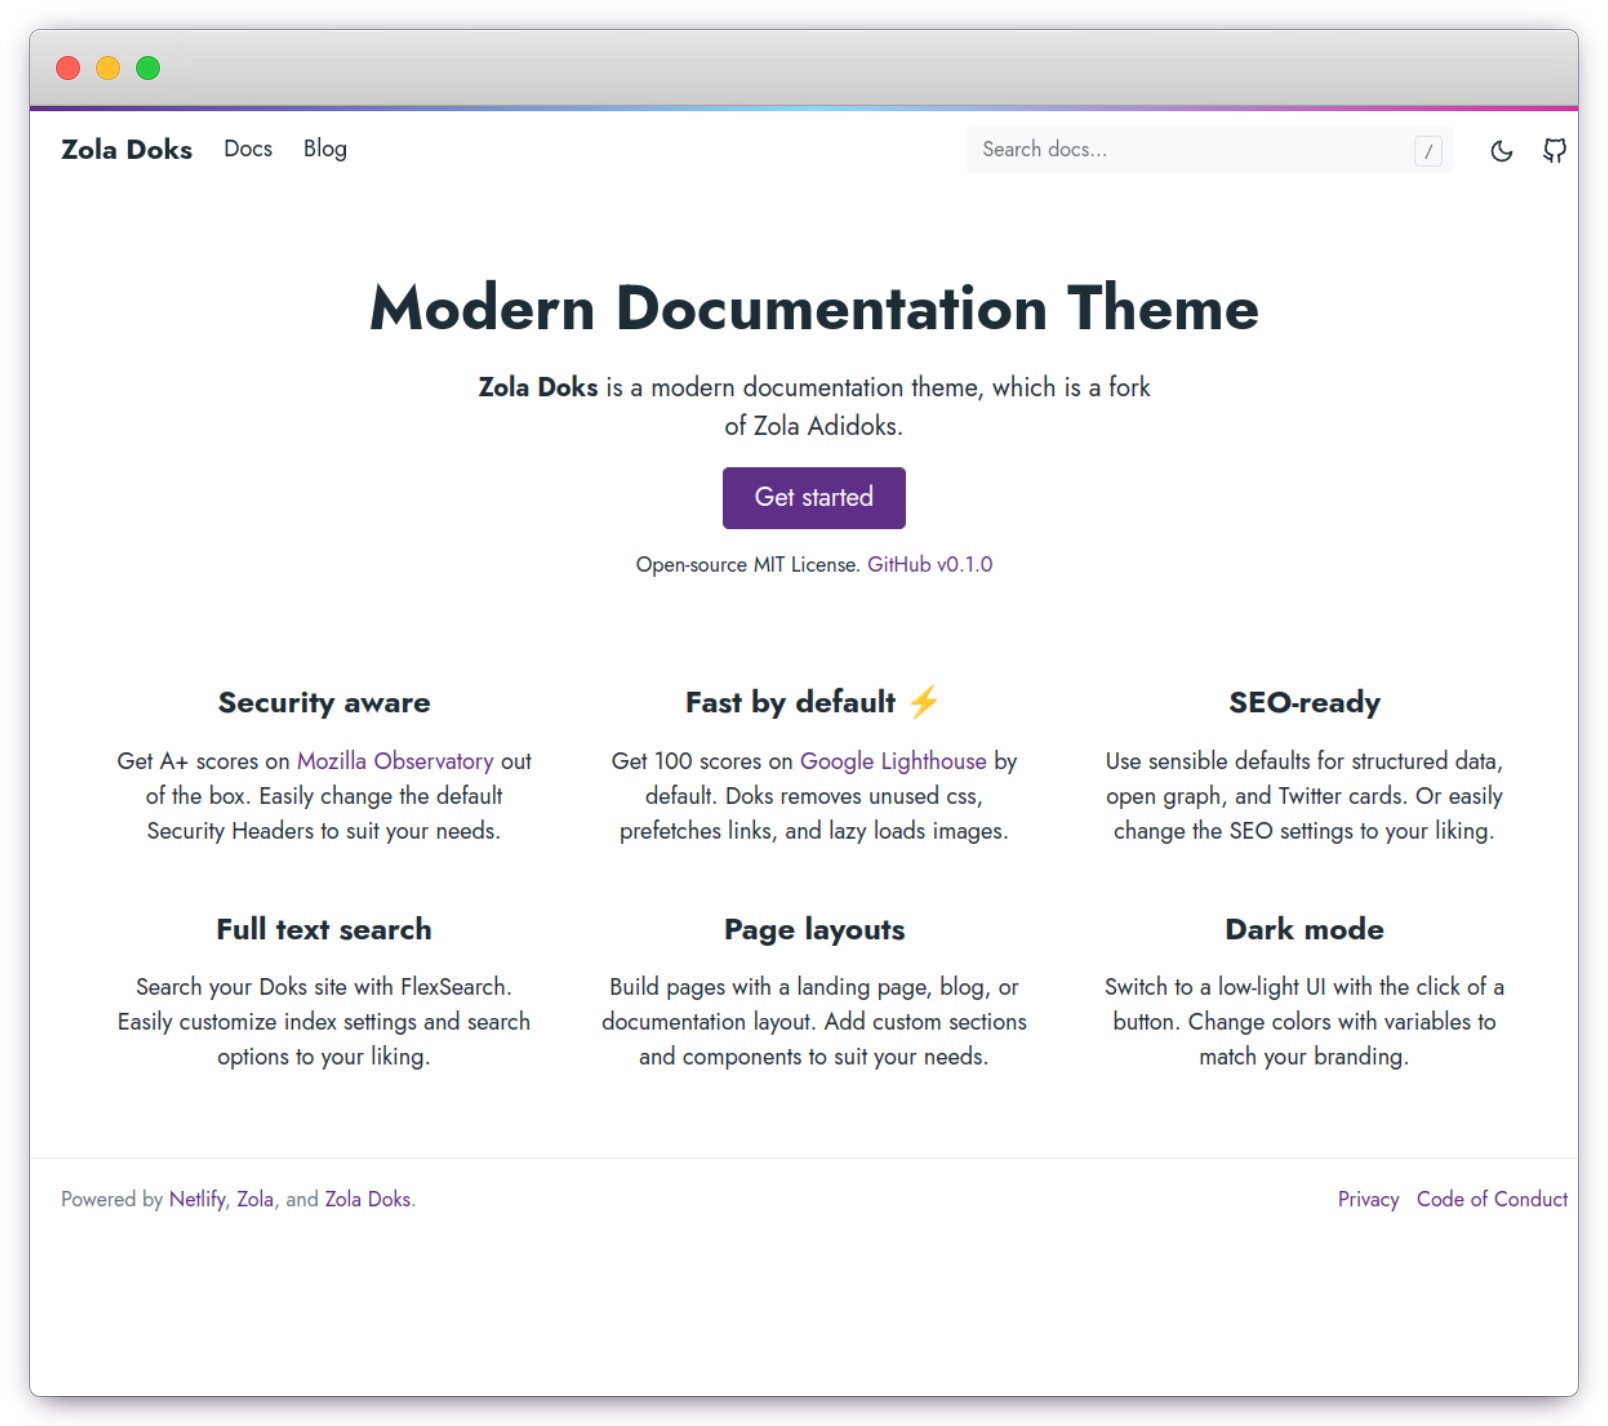 Zola Doks Docs Blog Search docs... /
Modern Documentation Theme
Zola Doks is a modern documentation theme, which is a fork
of Zola Adidoks.
Get started
Open-source MIT License. GitHub v0.1.0
Security aware
Get A+ scores on Mozilla Observatory out
of the box. Easily change the default
Security Headers to suit your needs.
Fast by default ⚡
Get 100 scores on Google Lighthouse by
default. Doks removes unused css,
prefetches links, and lazy loads images.
SEO-ready
Use sensible defaults for structured data,
open graph, and Twitter cards. Or easily
change the SEO settings to your liking.
Full text search
Search your Doks site with FlexSearch.
Easily customize index settings and search
options to your liking.
Page layouts
Build pages with a landing page, blog, or
documentation layout. Add custom sections
and components to suit your needs.
Dark mode
Switch to a low-light UI with the click of a
button. Change colors with variables to
match your branding.
Powered by Netlify, Zola, and Zola Doks.
Privacy Code of Conduct